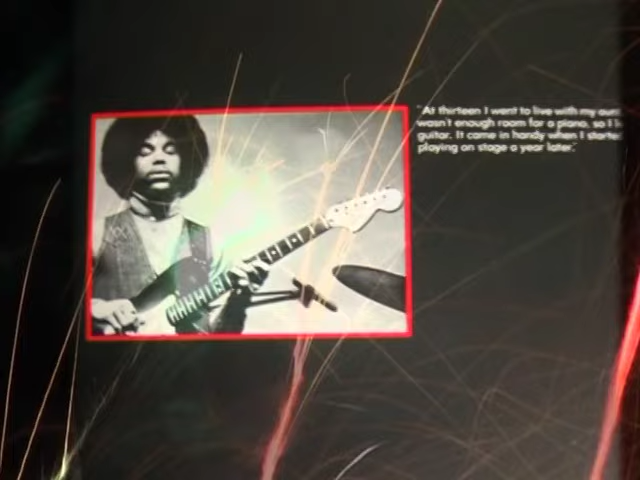 "At thirteen I went to live with my aunt
wasn't enough room for a piano, so I
guitar. It came in handy when I started
playing on stage a year later."